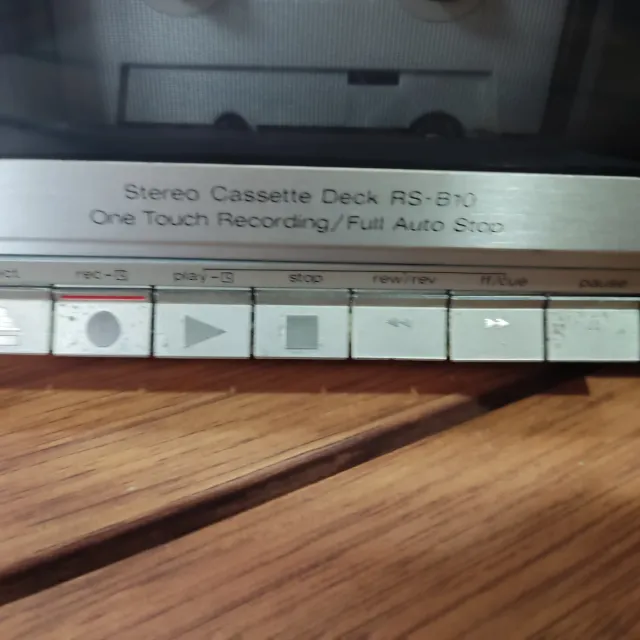 Stereo Cassette Deck RS-B10
One Touch Recording/Full Auto Stop
rec play stop rew/rev ff/cue pause